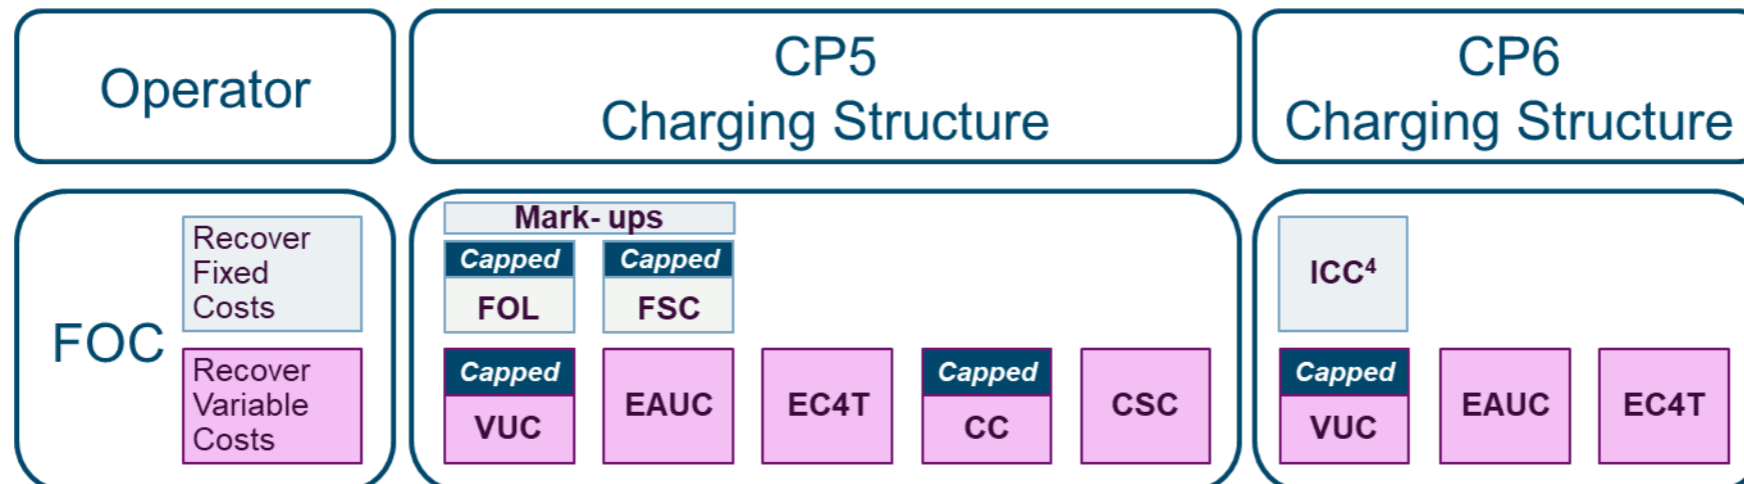 Operator
CP5
Charging Structure
CP6
Charging Structure
FOC
Recover
Fixed
Costs
Mark- ups
Capped
FOL
Capped
FSC
ICC⁴
Recover
Variable
Costs
Capped
VUC
EAUC
EC4T
Capped
CC
CSC
Capped
VUC
EAUC
EC4T